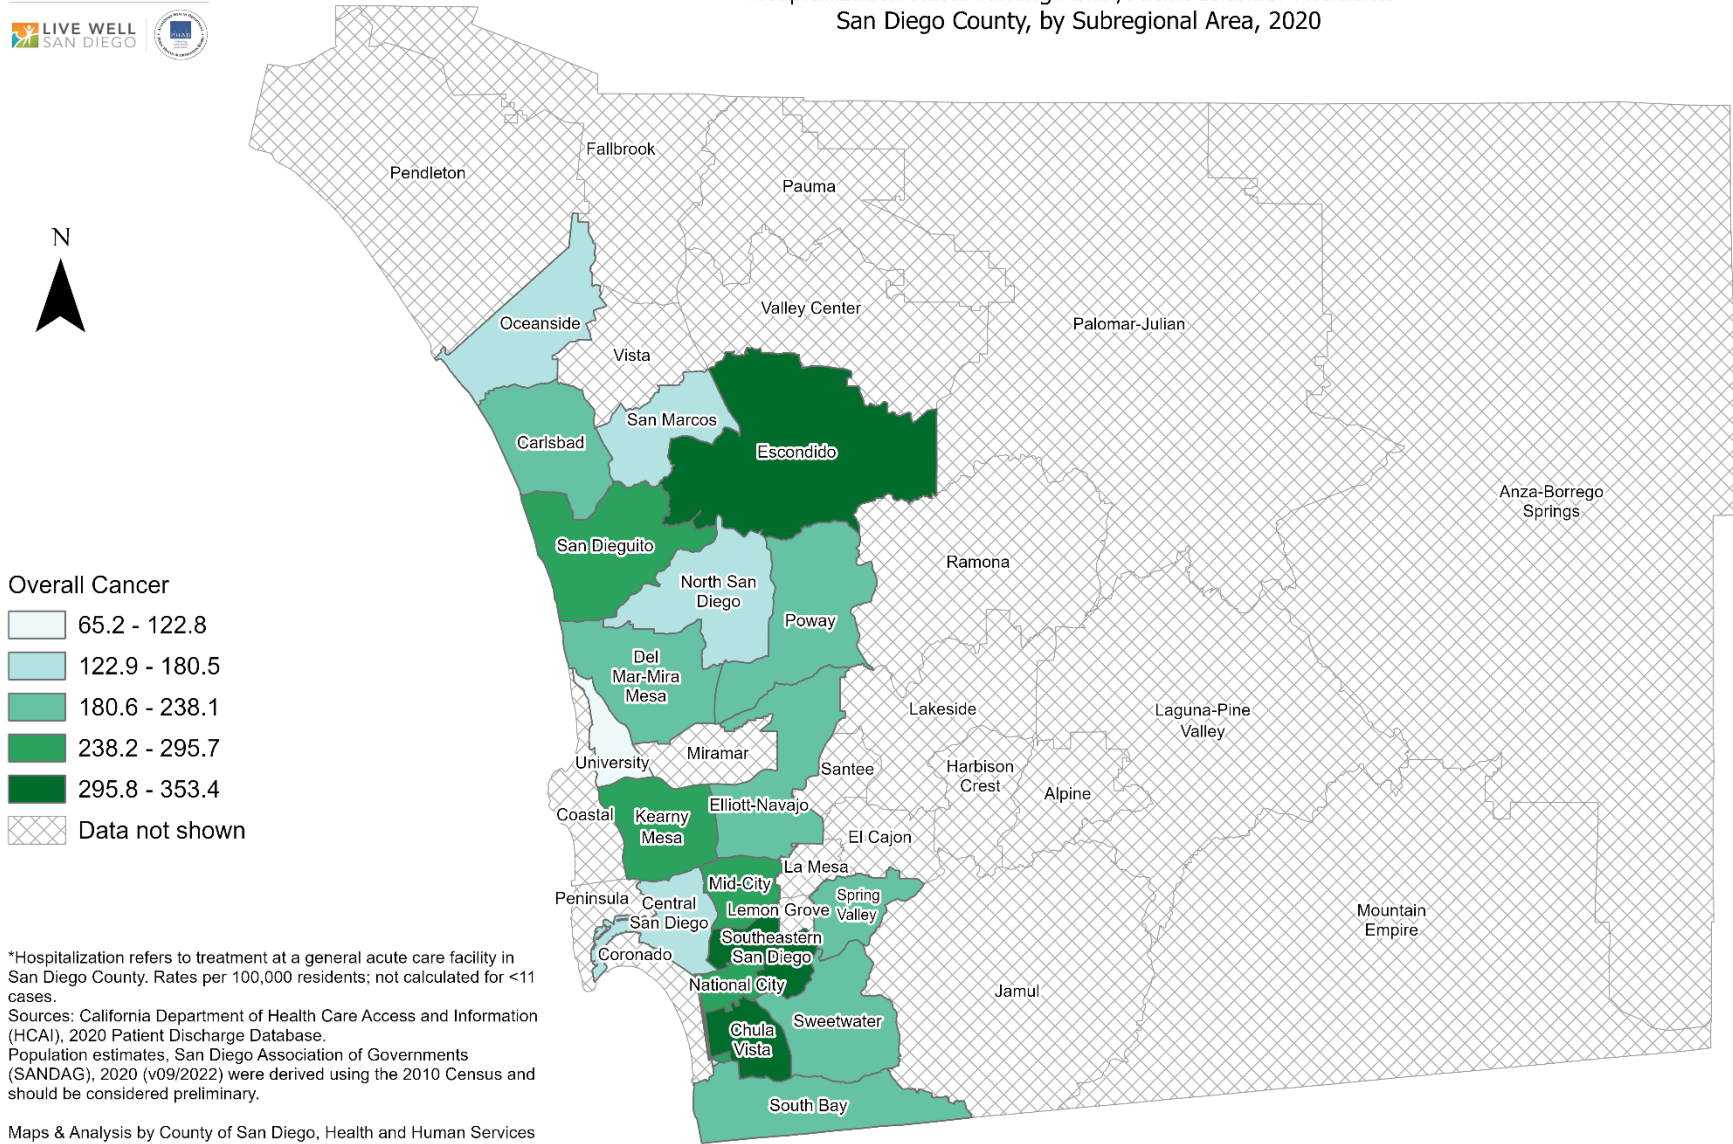 LIVE WELL
SAN DIEGO
PHAB
San Diego County, by Subregional Area, 2020
N
Pendleton
Fallbrook
Pauma
Oceanside
Vista
Valley Center
Palomar-Julian
San Marcos
Carlsbad
Escondido
Anza-Borrego
Springs
San Dieguito
North San
Diego
Ramona
Poway
Del
Mar-Mira
Mesa
Lakeside
Laguna-Pine
Valley
Miramar
University
Santee
Harbison
Crest
Alpine
Coastal
Kearny
Mesa
Elliott-Navajo
El Cajon
La Mesa
Mid-City
Peninsula
Central
San Diego
Lemon Grove
Spring
Valley
Mountain
Empire
Southeastern
San Diego
Coronado
National City
Jamul
Sweetwater
Chula
Vista
South Bay
Overall Cancer
65.2 - 122.8
122.9 - 180.5
180.6 - 238.1
238.2 - 295.7
295.8 - 353.4
Data not shown
*Hospitalization refers to treatment at a general acute care facility in
San Diego County. Rates per 100,000 residents; not calculated for <11
cases.
Sources: California Department of Health Care Access and Information
(HCAI), 2020 Patient Discharge Database.
Population estimates, San Diego Association of Governments
(SANDAG), 2020 (v09/2022) were derived using the 2010 Census and
should be considered preliminary.
Maps & Analysis by County of San Diego, Health and Human Services